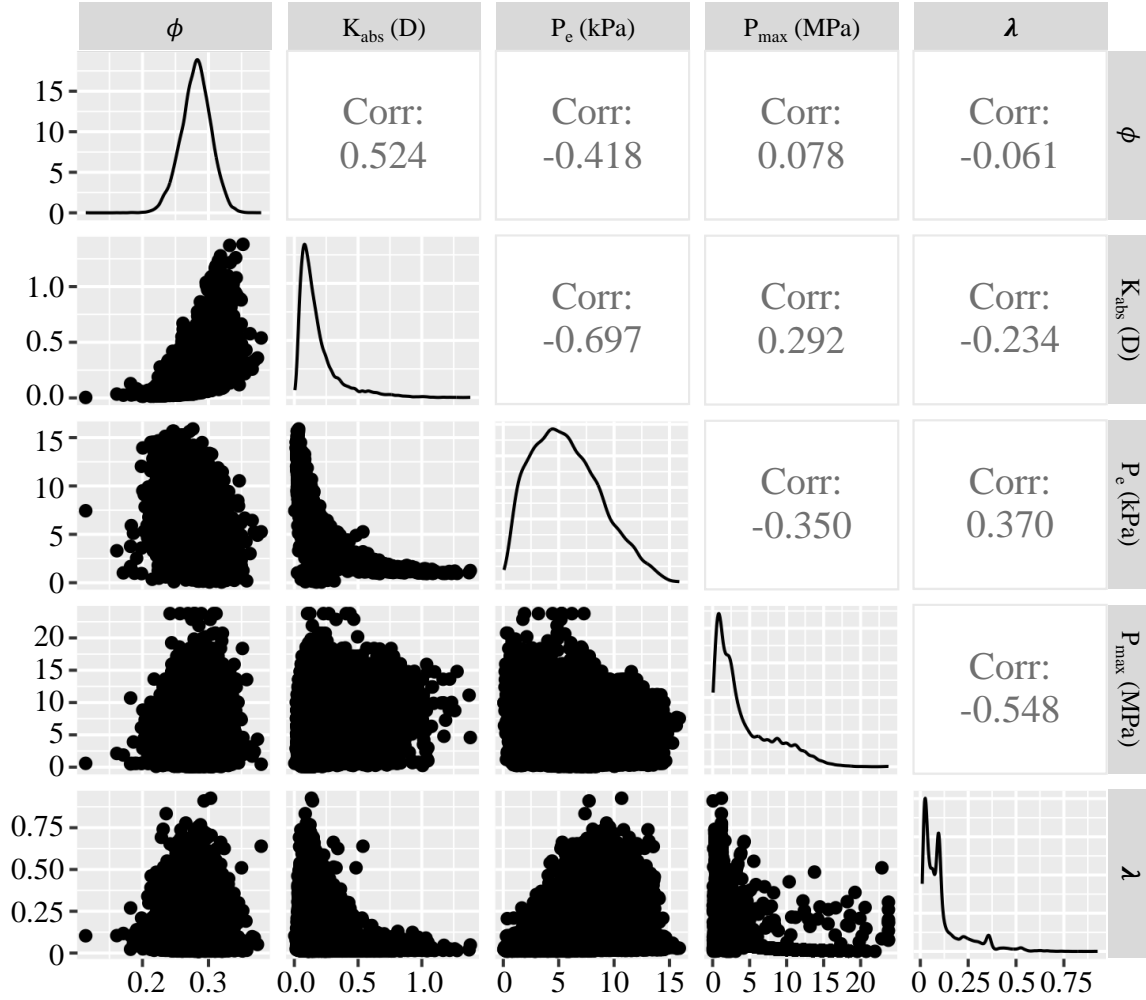 ϕ K_abs (D) P_e (kPa) P_max (MPa) λ
15
10
5
0
Corr:
0.524
Corr:
-0.418
Corr:
0.078
Corr:
-0.061
ϕ
1.0
0.5
0.0
Corr:
-0.697
Corr:
0.292
Corr:
-0.234
K_abs (D)
15
10
5
0
Corr:
-0.350
Corr:
0.370
P_e (kPa)
20
15
10
5
0
Corr:
-0.548
P_max (MPa)
0.75
0.50
0.25
0
λ
0.2 0.3 0.0 0.5 1.0 0 5 10 15 0 5 10 15 20 0 0.25 0.5 0.75